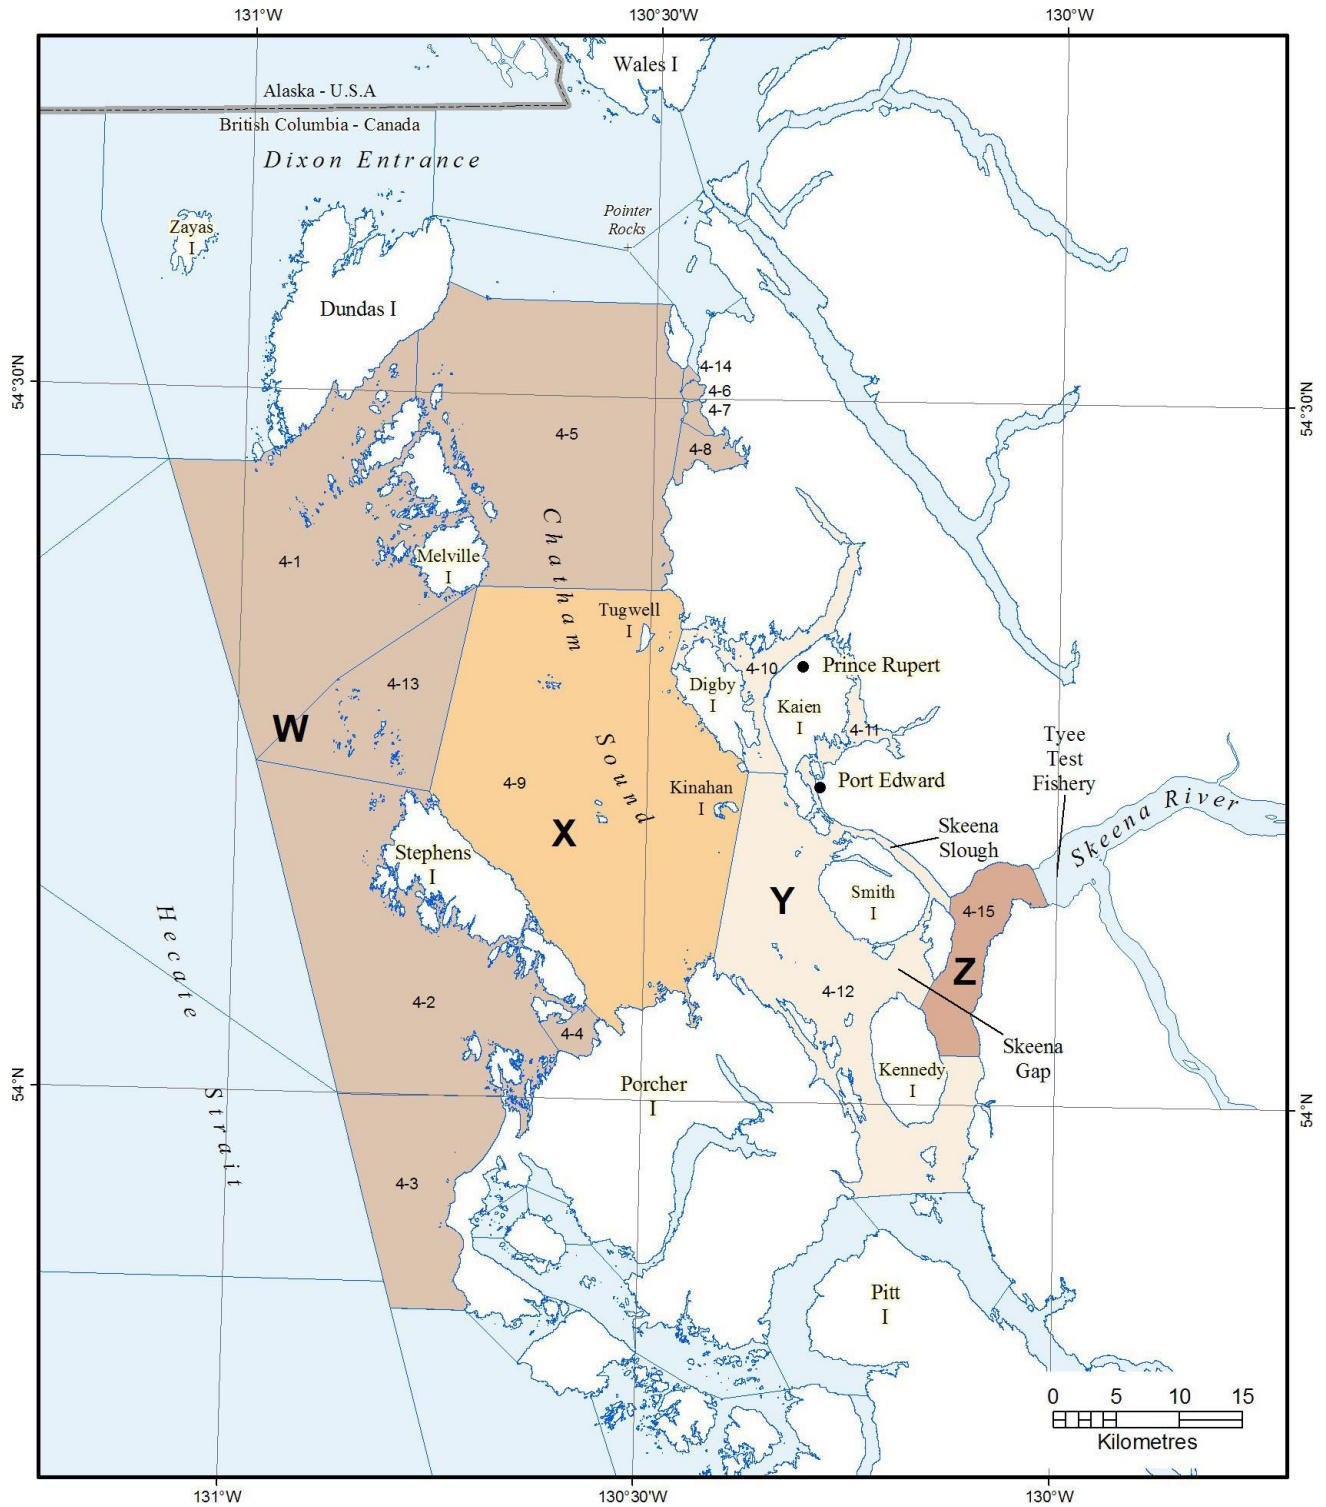 131°W
130°30'W
130°W
Wales I
Alaska - U.S.A
British Columbia - Canada
Dixon Entrance
Pointer
Rocks
Zayas
I
Dundas I
54°30'N
54°30'N
4-14
4-6
4-7
4-5
4-8
Chatham
4-1
Melville
I
Tugwell
I
4-10
Prince Rupert
4-13
Digby
I
Kaien
I
W
4-11
Sound
Tyee
Test
Fishery
4-9
Kinahan
I
Port Edward
Skeena River
X
Skeena
Slough
Stephens
I
Smith
I
Y
4-15
Hecate
Z
4-12
4-2
4-4
Skeena
Gap
Kennedy
I
Porcher
I
54°N
54°N
Strait
4-3
Pitt
I
0 5 10 15
Kilometres
131°W
130°30'W
130°W